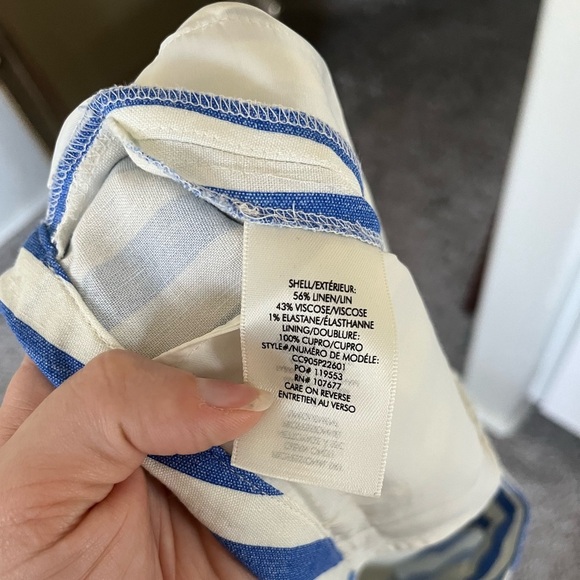 SHELL/EXTÉRIEUR:
56% LINEN/LIN
43% VISCOSE/VISCOSE
1% ELASTANE/ÉLASTHANNE
LINING/DOUBLURE:
100% CUPRO/CUPRO
STYLE#/NUMÉRO DE MODÈLE:
CC905P22601
PO# 119553
RN# 107677
CARE ON REVERSE
ENTRETIEN AU VERSO